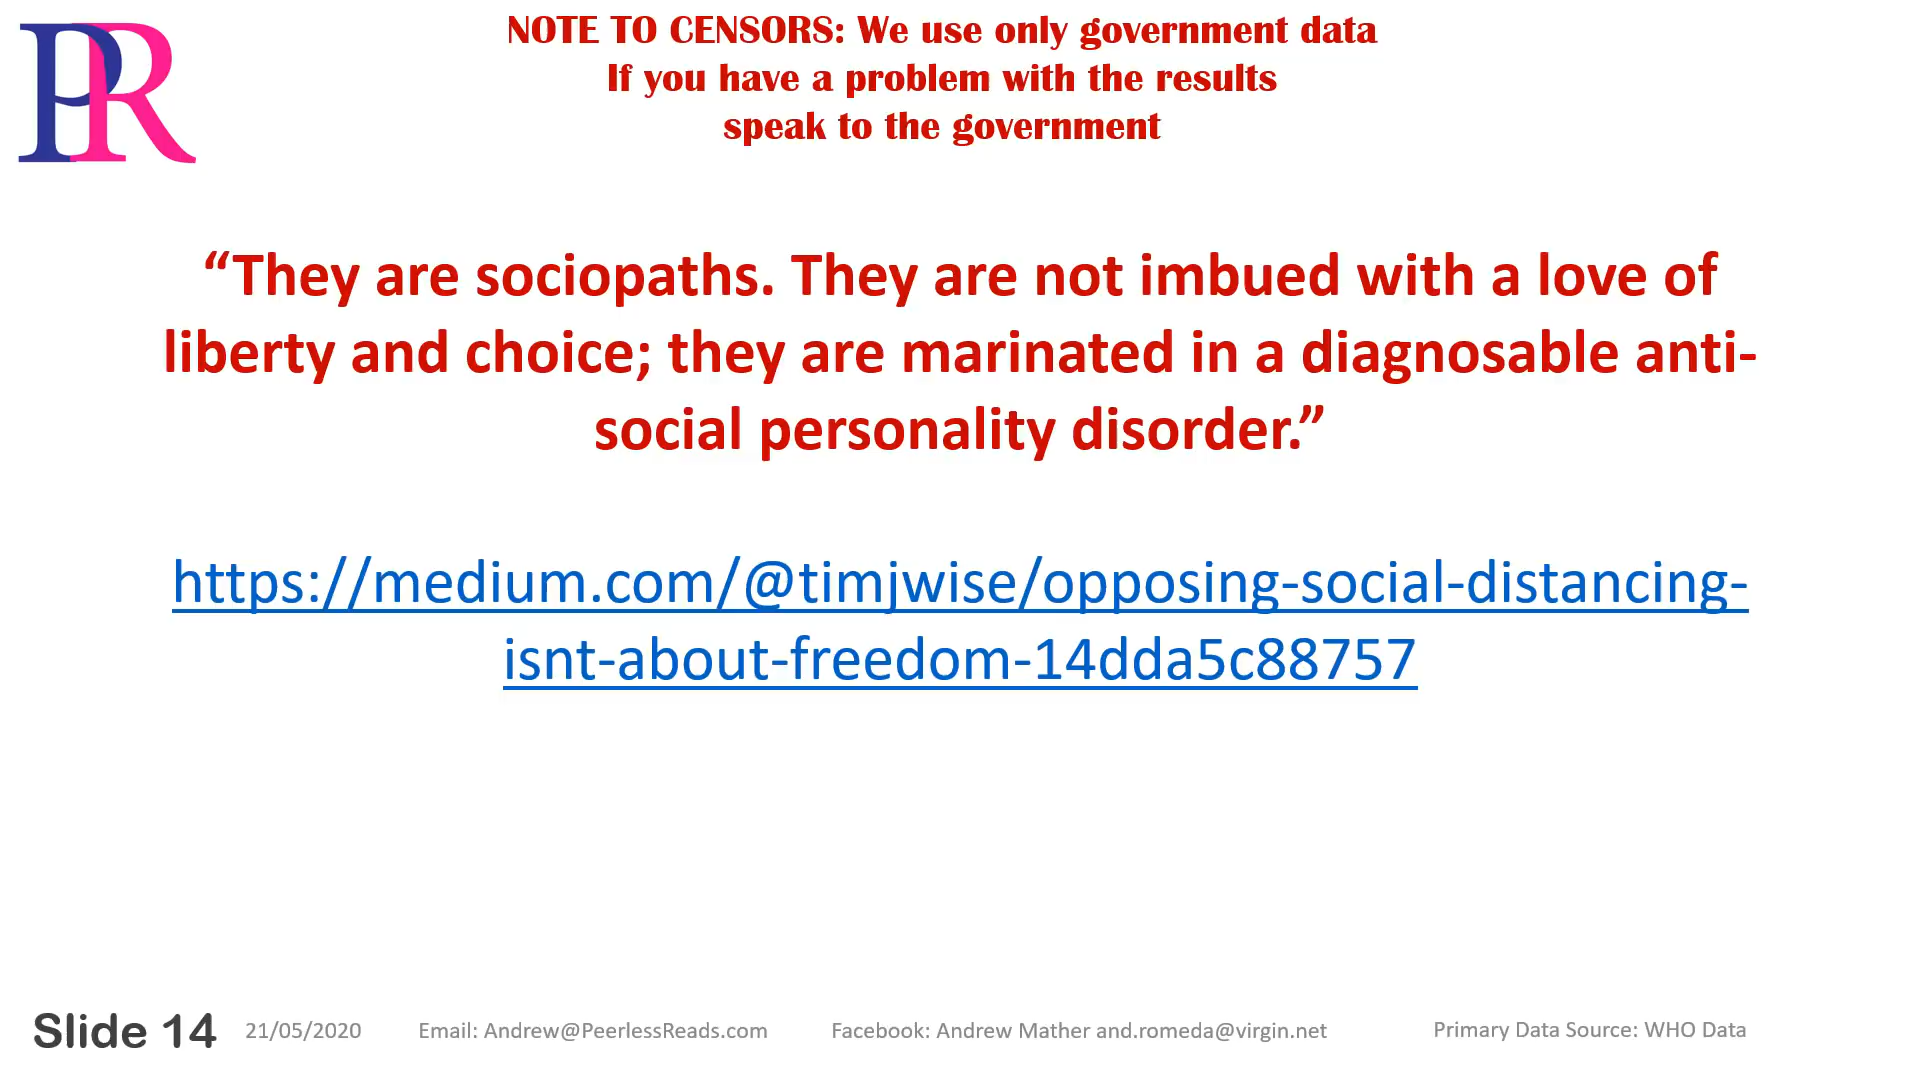 PR
NOTE TO CENSORS: We use only government data
If you have a problem with the results
speak to the government
“They are sociopaths. They are not imbued with a love of
liberty and choice; they are marinated in a diagnosable anti-
social personality disorder.”
https://medium.com/@timjwise/opposing-social-distancing-
isnt-about-freedom-14dda5c88757
Slide 14 21/05/2020 Email: Andrew@PeerlessReads.com Facebook: Andrew Mather and.romeda@virgin.net Primary Data Source: WHO Data